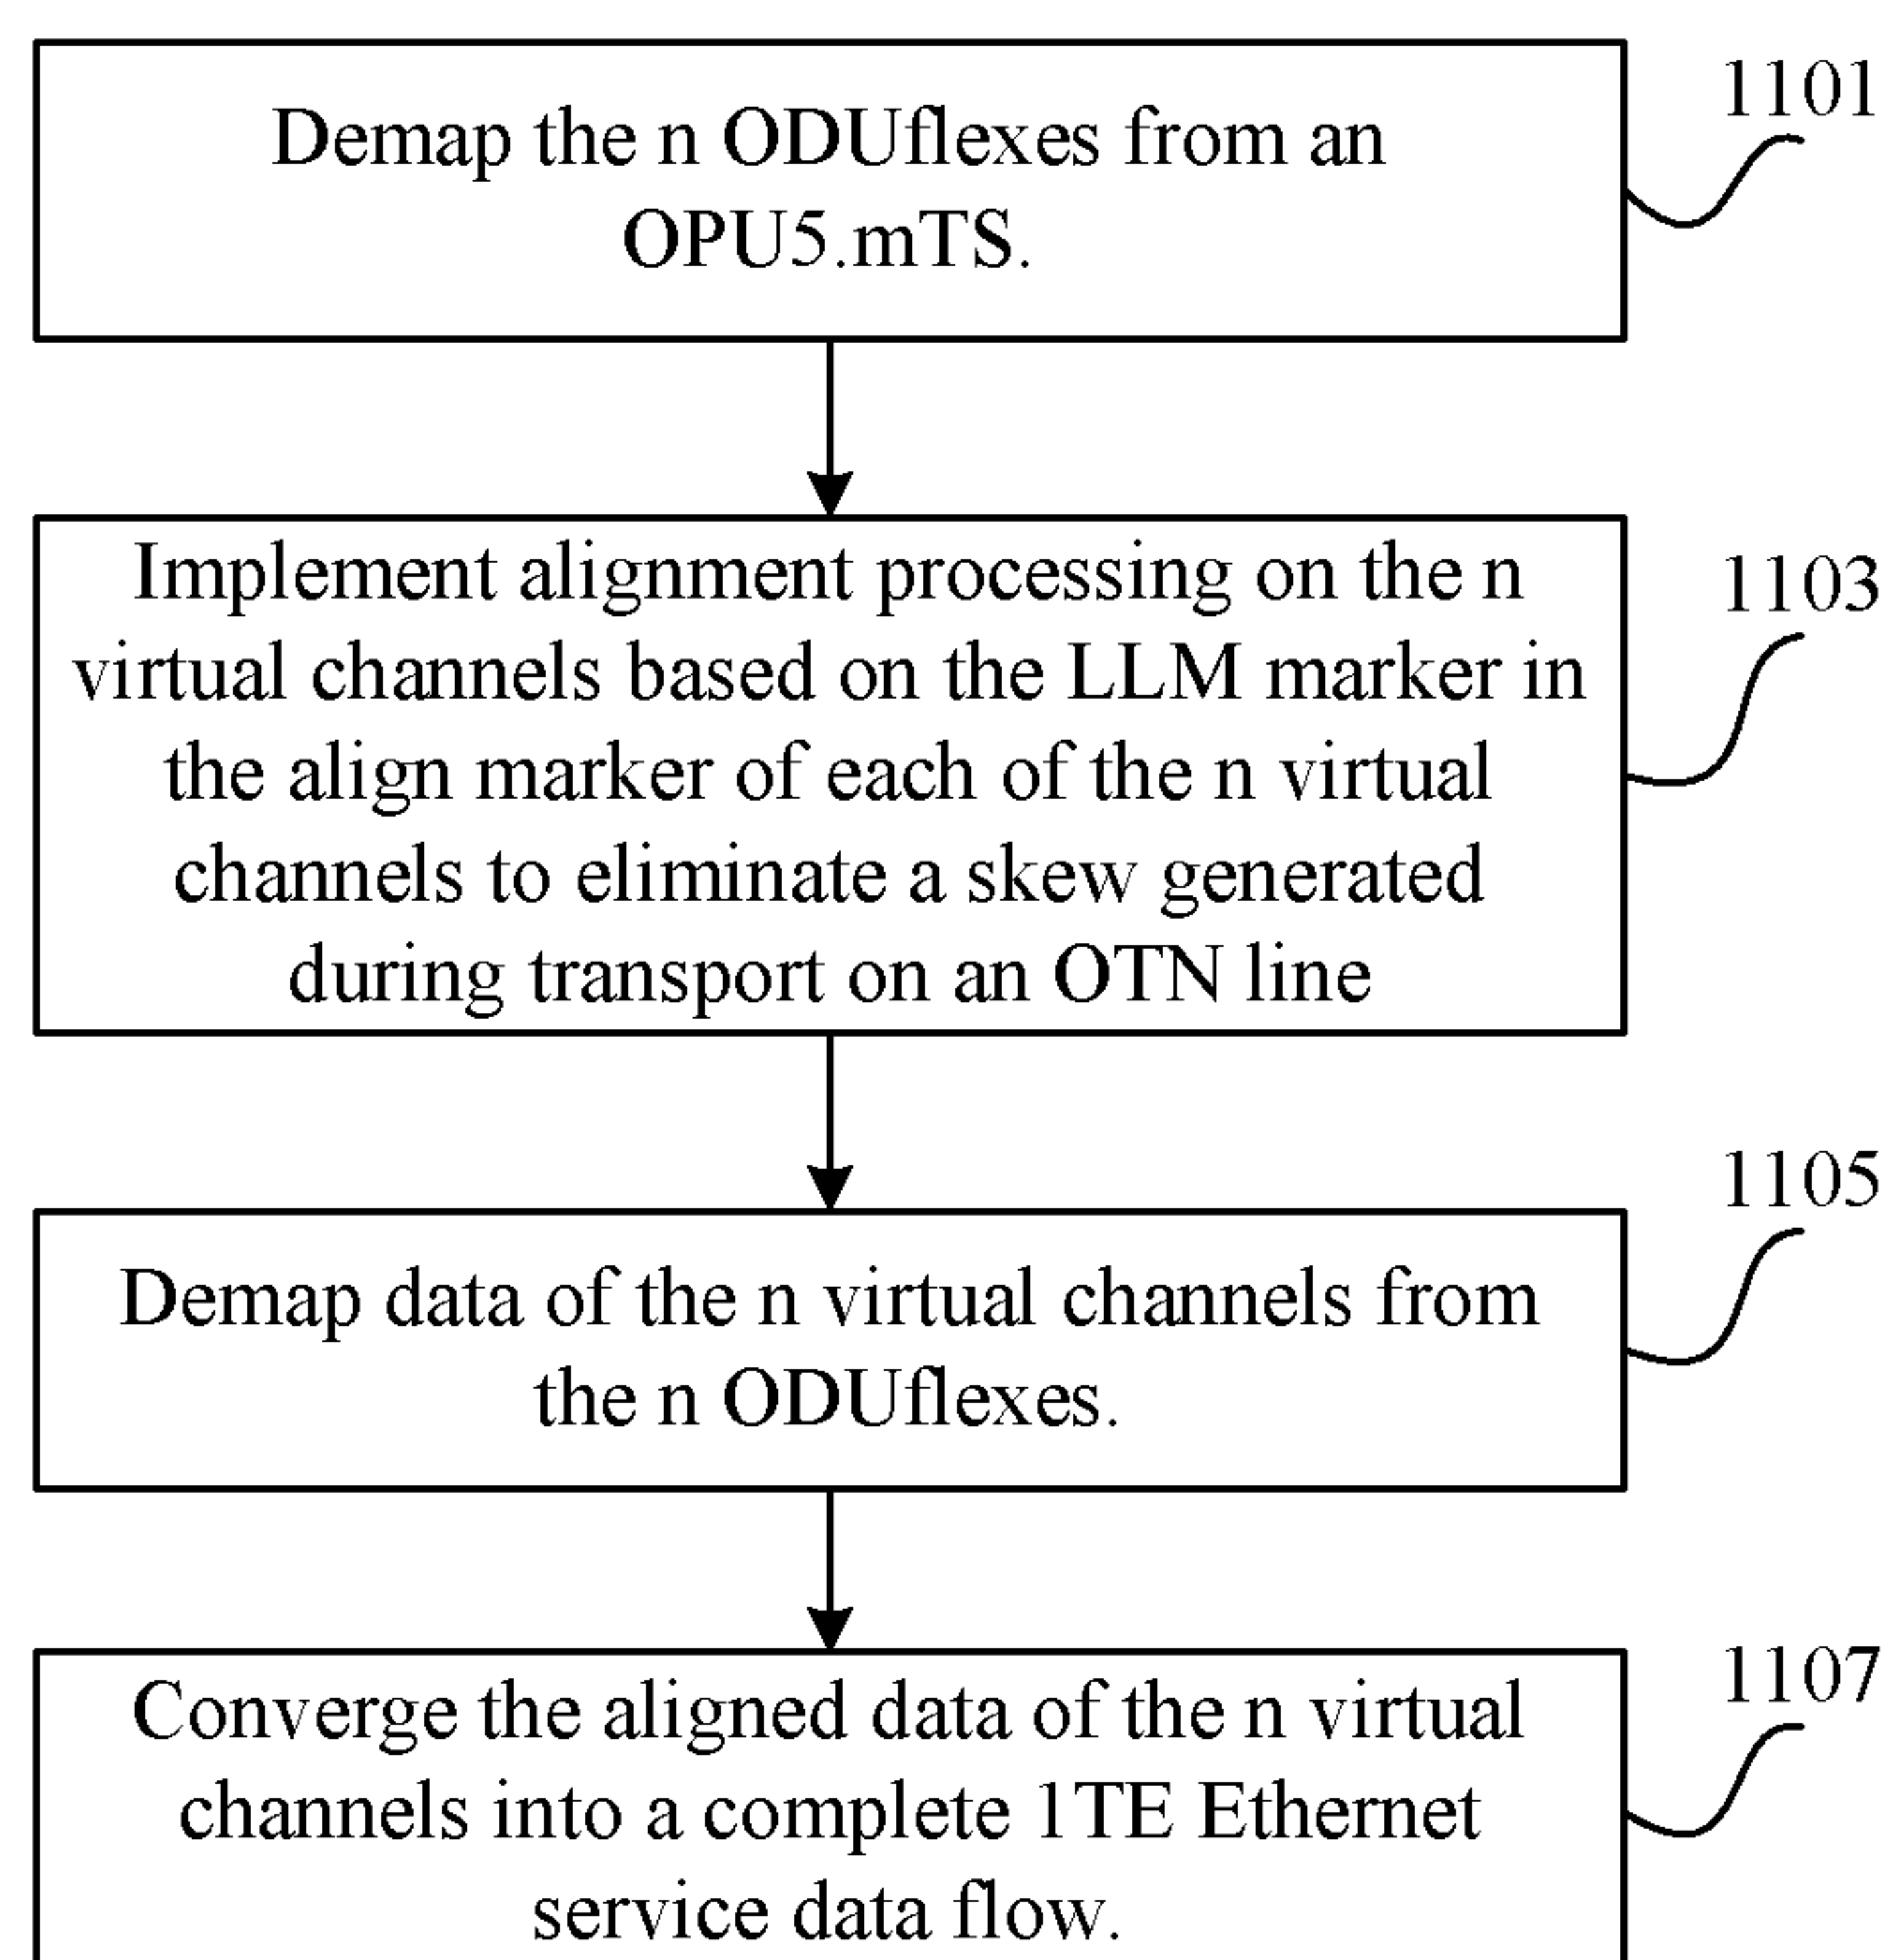 Demap the n ODUflexes from an
OPU5.mTS.
1101
Implement alignment processing on the n
virtual channels based on the LLM marker in
the align marker of each of the n virtual
channels to eliminate a skew generated
during transport on an OTN line
1103
Demap data of the n virtual channels from
the n ODUflexes.
1105
Converge the aligned data of the n virtual
channels into a complete 1TE Ethernet
service data flow.
1107